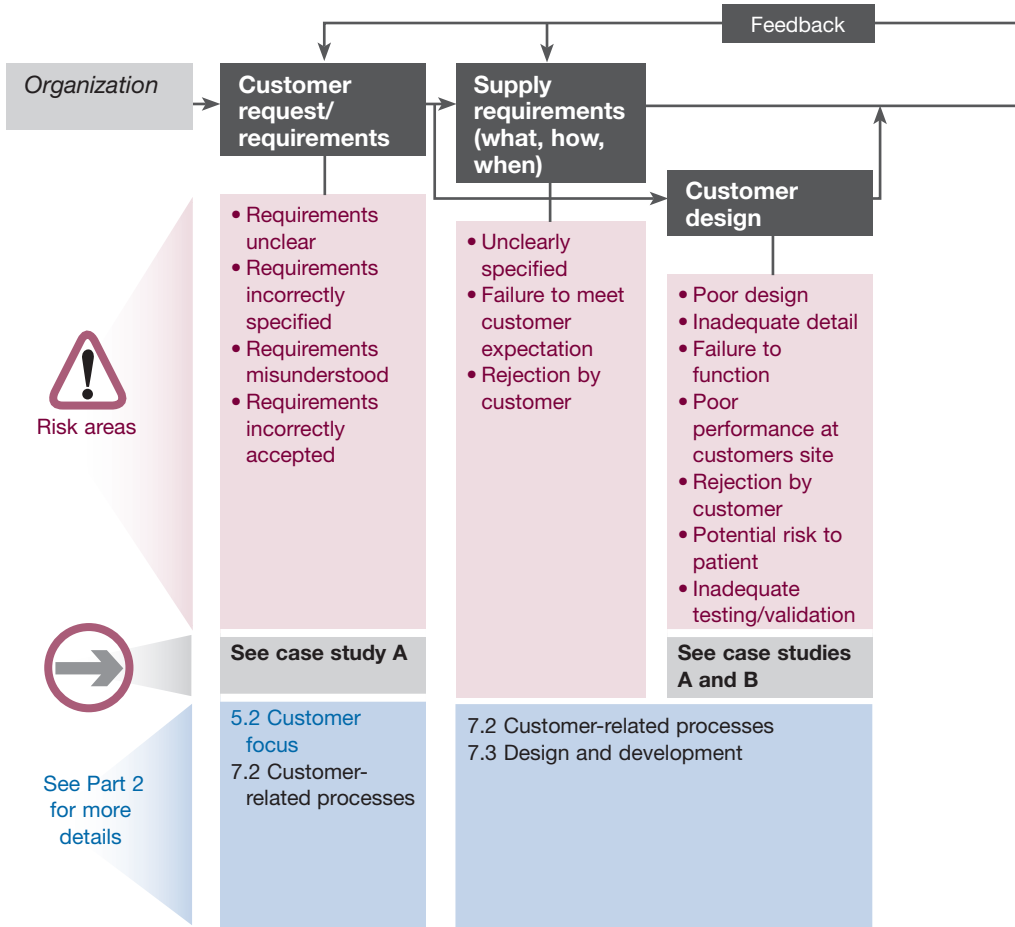 Feedback
Organization
Customer
request/
requirements
Supply
requirements
(what, how,
when)
Customer
design
Risk areas
• Requirements
unclear
• Requirements
incorrectly
specified
• Requirements
misunderstood
• Requirements
incorrectly
accepted
• Unclearly
specified
• Failure to meet
customer
expectation
• Rejection by
customer
• Poor design
• Inadequate detail
• Failure to
function
• Poor
performance at
customers site
• Rejection by
customer
• Potential risk to
patient
• Inadequate
testing/validation
See case study A
See case studies
A and B
See Part 2
for more
details
5.2 Customer
focus
7.2 Customer-
related processes
7.2 Customer-related processes
7.3 Design and development